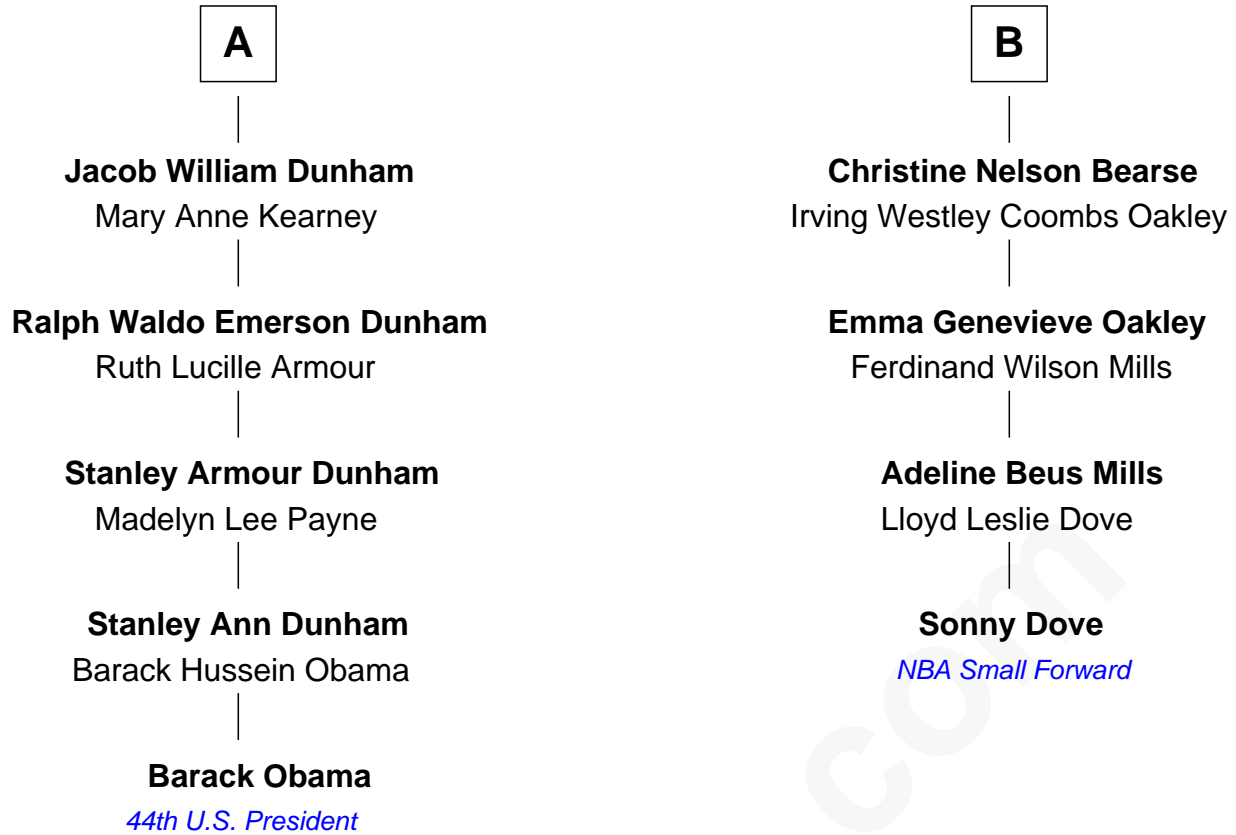 A
Jacob William Dunham
Mary Anne Kearney
Ralph Waldo Emerson Dunham
Ruth Lucille Armour
Stanley Armour Dunham
Madelyn Lee Payne
Stanley Ann Dunham
Barack Hussein Obama
Barack Obama
44th U.S. President
B
Christine Nelson Bearse
Irving Westley Coombs Oakley
Emma Genevieve Oakley
Ferdinand Wilson Mills
Adeline Beus Mills
Lloyd Leslie Dove
Sonny Dove
NBA Small Forward
com